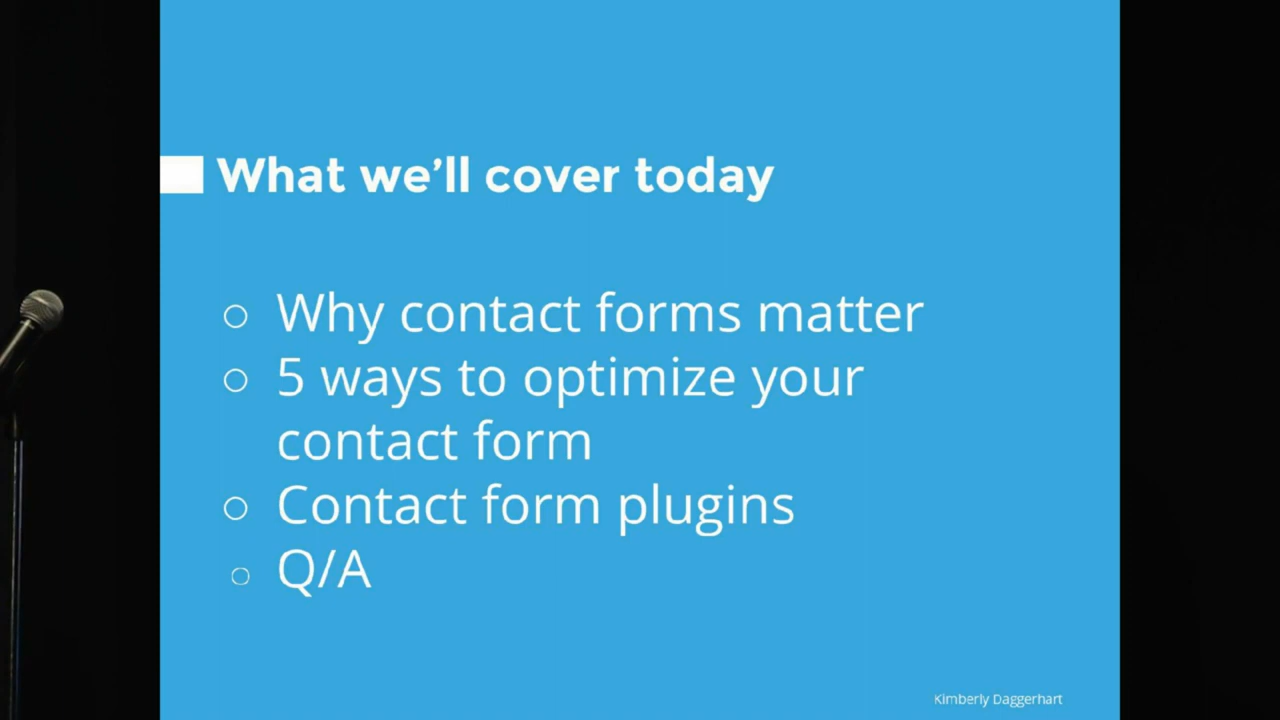 What we'll cover today
○ Why contact forms matter
○ 5 ways to optimize your
contact form
○ Contact form plugins
○ Q/A
Kimberly Daggerhart